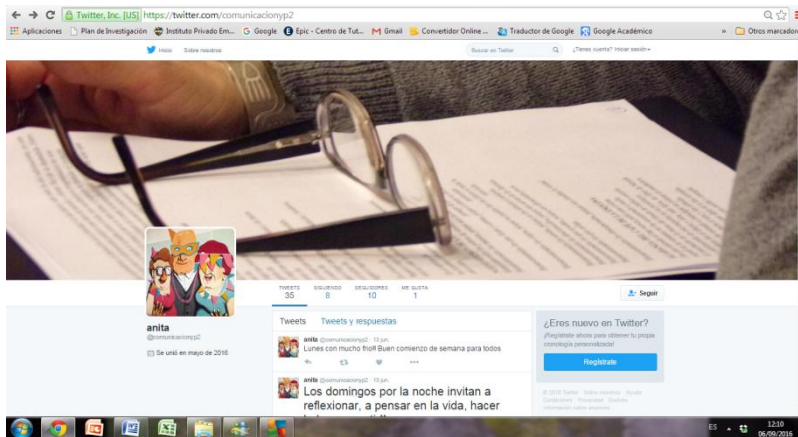 Twitter, Inc. [US] https://twitter.com/comunicacionyp2
Aplicaciones Plan de Investigación Instituto Privado Em... Google Epic - Centro de Tut... Gmail Convertidor Online ... Traductor de Google Google Académico » Otros marcador
Inicio Sobre nosotros Buscar en Twitter ¿Tienes cuenta? Iniciar sesión
TWEETS SIGUIENDO SEGUIDORES ME GUSTA
35 8 10 1
Seguir
anita
@comunicacionyp2
Se unió en mayo de 2016
Tweets Tweets y respuestas
anita @comunicacionyp2 · 13 jun.
Lunes con mucho frio!! Buen comienzo de semana para todos
anita @comunicacionyp2 · 13 jun.
Los domingos por la noche invitan a
reflexionar, a pensar en la vida, hacer
¿Eres nuevo en Twitter?
¡Regístrate ahora para obtener tu propia
cronología personalizada!
Regístrate
© 2016 Twitter Sobre nosotros Ayuda
Condiciones Privacidad Cookies
Información sobre anuncios
ES 12:10
06/09/2016